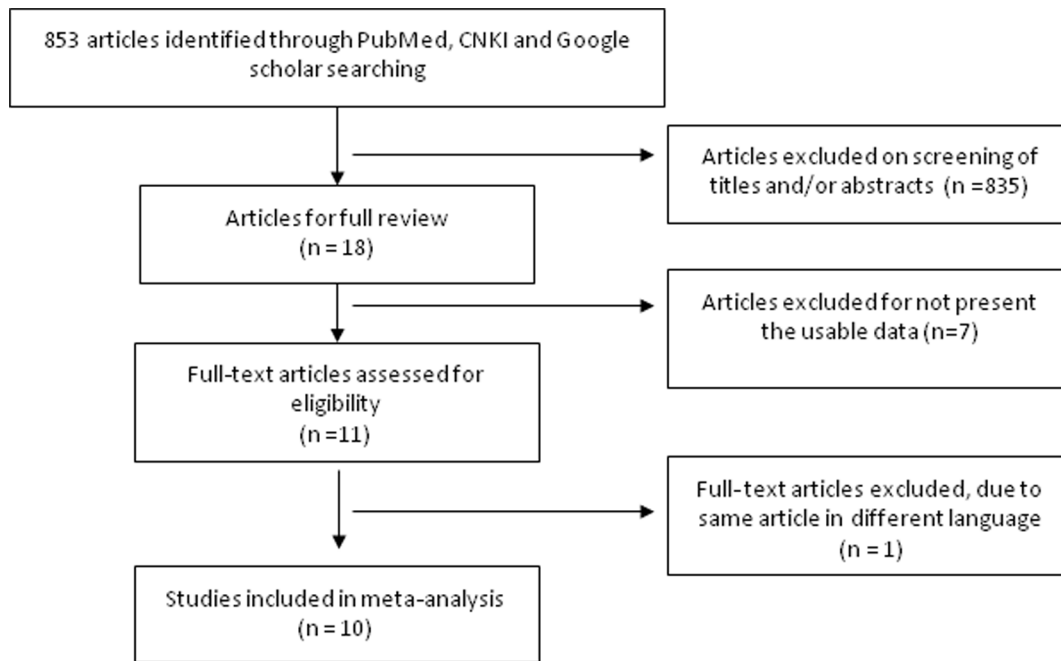 853 articles identified through PubMed, CNKI and Google
scholar searching
Articles excluded on screening of
titles and/or abstracts (n =835)
Articles for full review
(n = 18)
Articles excluded for not present
the usable data (n=7)
Full-text articles assessed for
eligibility
(n =11)
Full-text articles excluded, due to
same article in different language
(n = 1)
Studies included in meta-analysis
(n = 10)